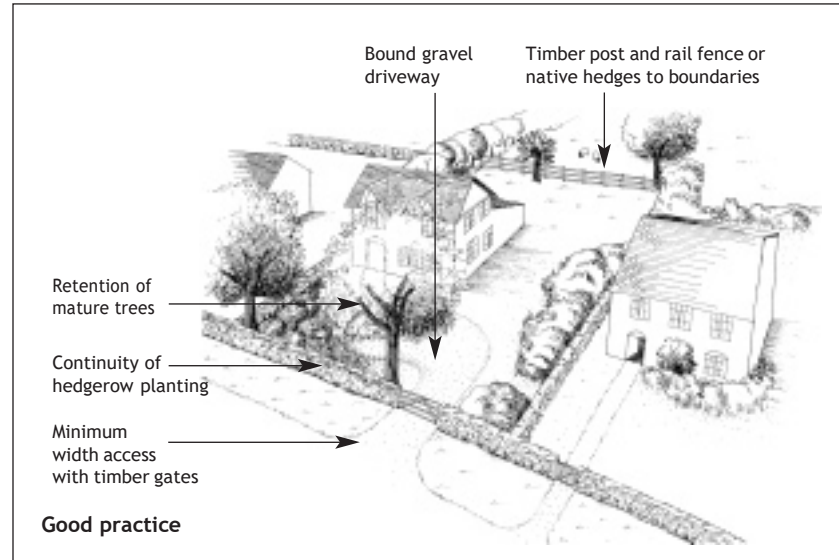 Bound gravel
driveway
Timber post and rail fence or
native hedges to boundaries
Retention of
mature trees
Continuity of
hedgerow planting
Minimum
width access
with timber gates
Good practice